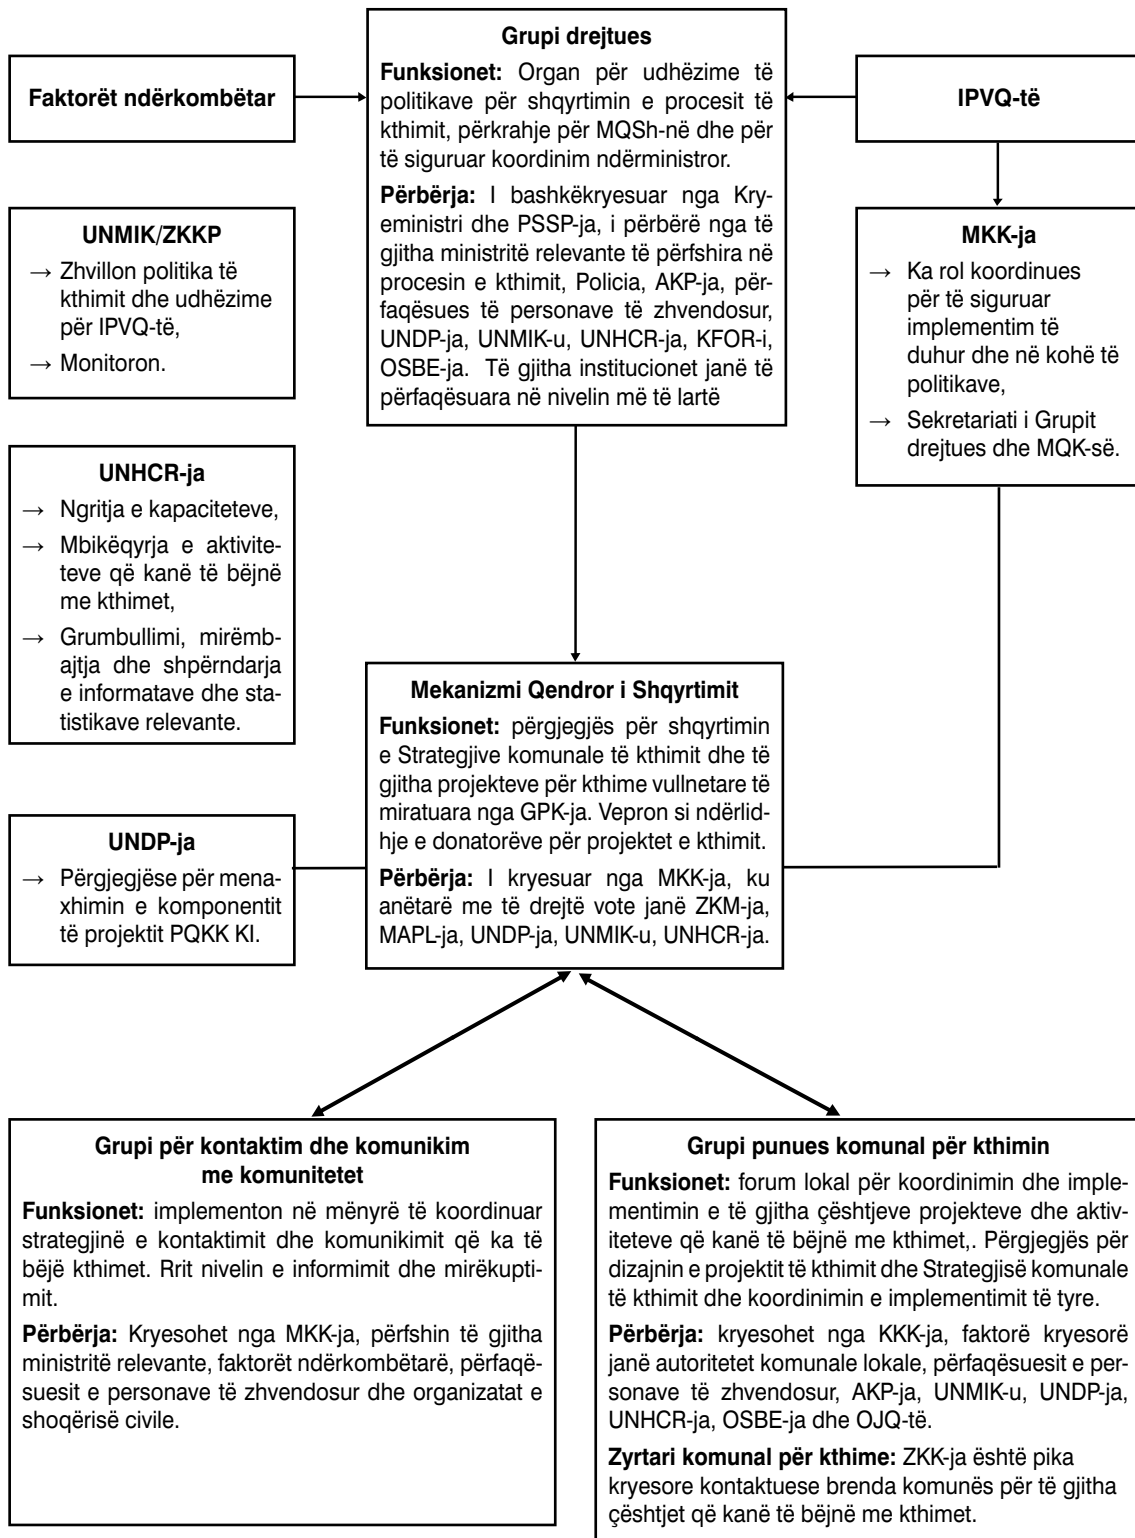 Grupi drejtues
Funksionet: Organ për udhëzime të
politikave për shqyrtimin e procesit të
kthimit, përkrahje për MQSh-në dhe për
të siguruar koordinim ndërministror.
Përbërja: I bashkëkryesuar nga Kry-
eministri dhe PSSP-ja, i përbërë nga të
gjitha ministritë relevante të përfshira në
procesin e kthimit, Policia, AKP-ja, për-
faqësues të personave të zhvendosur,
UNDP-ja, UNMIK-u, UNHCR-ja, KFOR-i,
OSBE-ja. Të gjitha institucionet janë të
përfaqësuara në nivelin më të lartë
Faktorët ndërkombëtar
IPVQ-të
UNMIK/ZKKP
→ Zhvillon politika të
kthimit dhe udhëzime
për IPVQ-të,
→ Monitoron.
MKK-ja
→ Ka rol koordinues
për të siguruar
implementim të
duhur dhe në kohë të
politikave,
→ Sekretariati i Grupit
drejtues dhe MQK-së.
UNHCR-ja
→ Ngritja e kapaciteteve,
→ Mbikëqyrja e aktivite-
teve që kanë të bëjnë
me kthimet,
→ Grumbullimi, mirëmb-
ajtja dhe shpërndarja
e informatave dhe sta-
tistikave relevante.
Mekanizmi Qendror i Shqyrtimit
Funksionet: përgjegjës për shqyrtimin
e Strategjive komunale të kthimit dhe të
gjitha projekteve për kthime vullnetare të
miratuara nga GPK-ja. Vepron si ndërlid-
hje e donatorëve për projektet e kthimit.
Përbërja: I kryesuar nga MKK-ja, ku
anëtarë me të drejtë vote janë ZKM-ja,
MAPL-ja, UNDP-ja, UNMIK-u, UNHCR-ja.
UNDP-ja
→ Përgjegjëse për mena-
xhimin e komponentit
të projektit PQKK KI.
Grupi për kontaktim dhe komunikim
me komunitetet
Funksionet: implementon në mënyrë të koordinuar
strategjinë e kontaktimit dhe komunikimit që ka të
bëjë kthimet. Rrit nivelin e informimit dhe mirëkupti-
mit.
Përbërja: Kryesohet nga MKK-ja, përfshin të gjitha
ministritë relevante, faktorët ndërkombëtarë, përfaqë-
suesit e personave të zhvendosur dhe organizatat e
shoqërisë civile.
Grupi punues komunal për kthimin
Funksionet: forum lokal për koordinimin dhe imple-
mentimin e të gjitha çështjeve projekteve dhe aktiv-
iteteve që kanë të bëjnë me kthimet,. Përgjegjës për
dizajnin e projektit të kthimit dhe Strategjisë komunale
të kthimit dhe koordinimin e implementimit të tyre.
Përbërja: kryesohet nga KKK-ja, faktorë kryesorë
janë autoritetet komunale lokale, përfaqësuesit e per-
sonave të zhvendosur, AKP-ja, UNMIK-u, UNDP-ja,
UNHCR-ja, OSBE-ja dhe OJQ-të.
Zyrtari komunal për kthime: ZKK-ja është pika
kryesore kontaktuese brenda komunës për të gjitha
çështjet që kanë të bëjnë me kthimet.